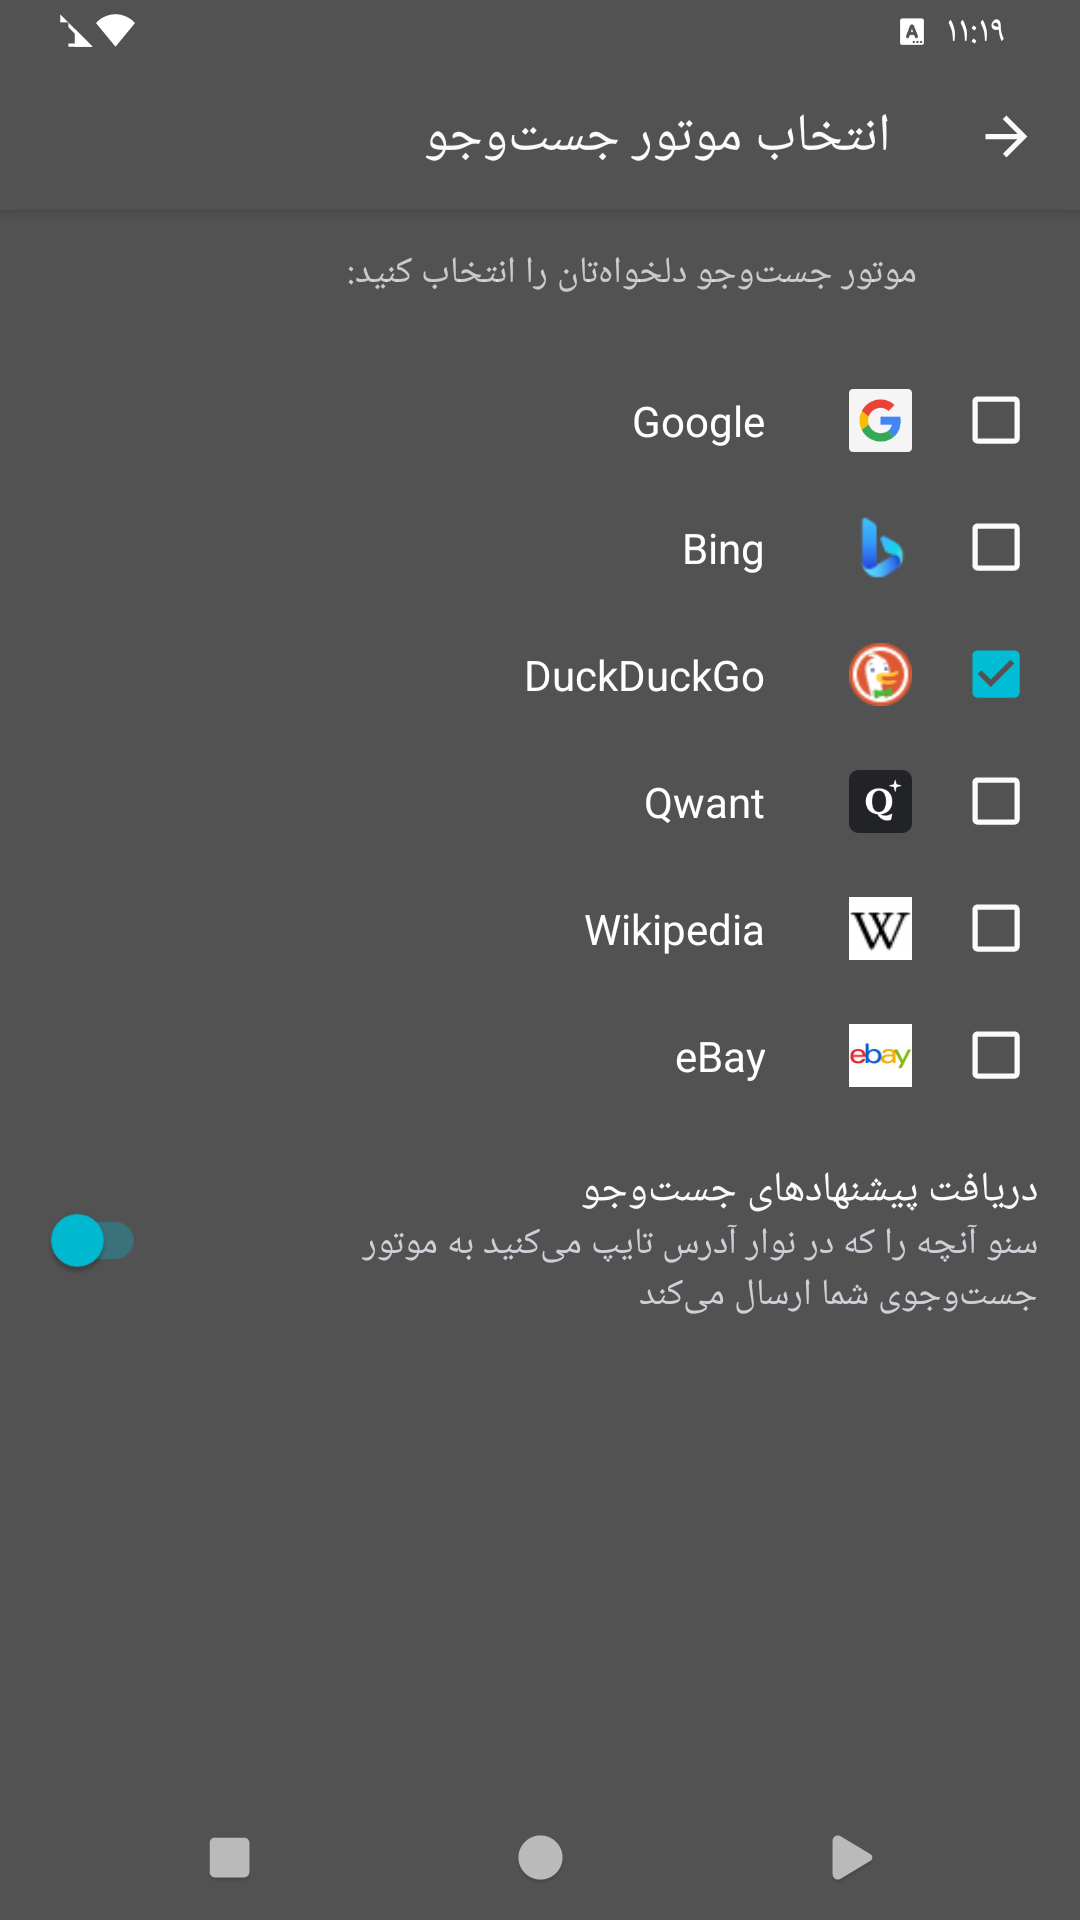 ۱۱:۱۹
انتخاب موتور جست‌وجو
موتور جست‌وجو دلخواه‌تان را انتخاب کنید:
Google
Bing
DuckDuckGo
Qwant
Wikipedia
eBay
دریافت پیشنهادهای جست‌وجو
سنو آنچه را که در نوار آدرس تایپ می‌کنید به موتور
جست‌وجوی شما ارسال می‌کند